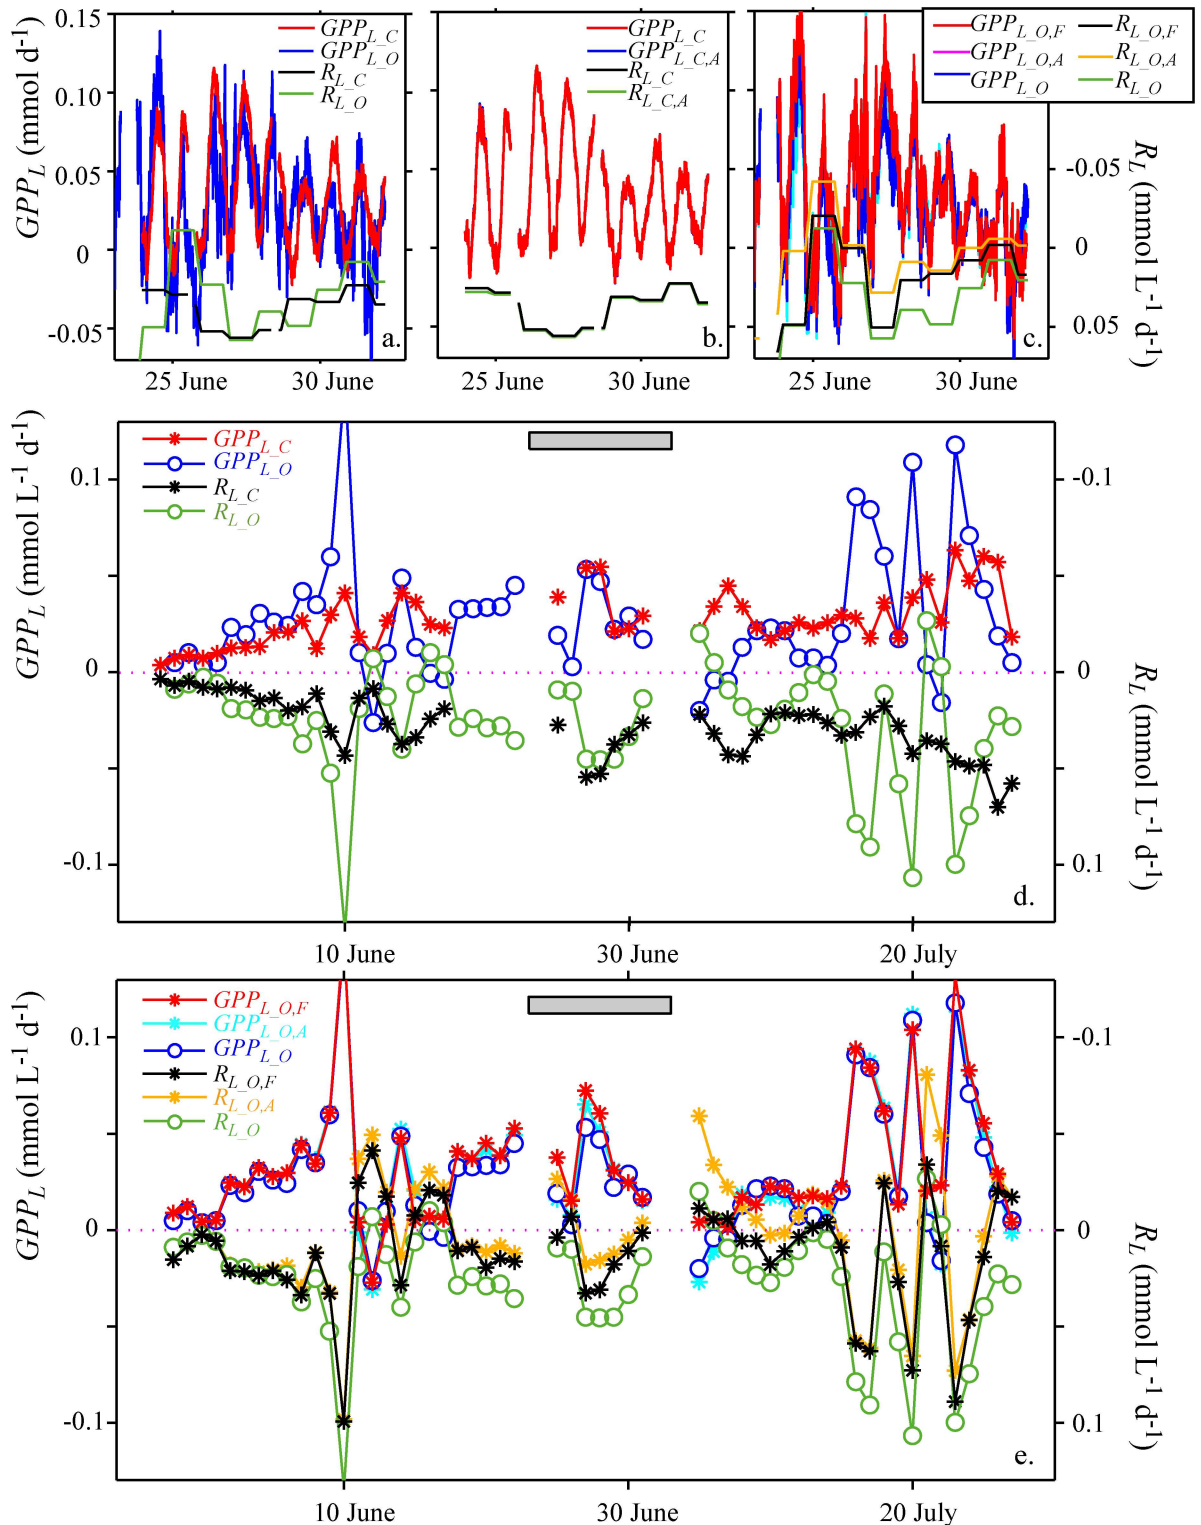 GPP_L (mmol d-1)
0.15
0.10
0.05
0
-0.05
GPP_L_C
GPP_L_O
R_L_C
R_L_O
a.
25 June
30 June
GPP_L_C
GPP_L_C,A
R_L_C
R_L_C,A
b.
25 June
30 June
GPP_L_O,F
GPP_L_O,A
GPP_L_O
R_L_O,F
R_L_O,A
R_L_O
c.
25 June
30 June
-0.05
0
0.05
R_L (mmol L-1 d-1)
GPP_L (mmol L-1 d-1)
0.1
0
-0.1
GPP_L_C
GPP_L_O
R_L_C
R_L_O
d.
-0.1
0
0.1
R_L (mmol L-1 d-1)
10 June
30 June
20 July
GPP_L (mmol L-1 d-1)
0.1
0
-0.1
GPP_L_O,F
GPP_L_O,A
GPP_L_O
R_L_O,F
R_L_O,A
R_L_O
e.
-0.1
0
0.1
R_L (mmol L-1 d-1)
10 June
30 June
20 July